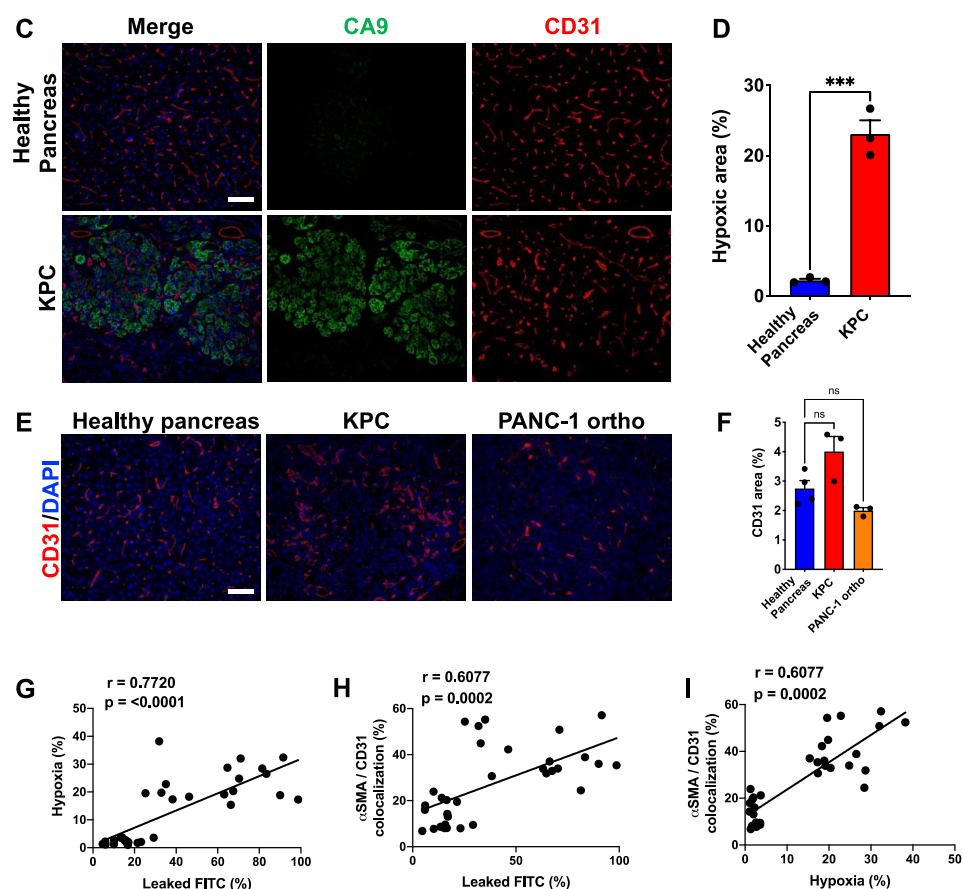 C
Merge
CA9
CD31
Healthy
Pancreas
KPC
D
***
Hypoxic area (%)
30
20
10
0
Healthy
Pancreas
KPC
E
Healthy pancreas
KPC
PANC-1 ortho
CD31/DAPI
F
ns
ns
CD31 area (%)
5
4
3
2
1
0
Healthy
Pancreas
KPC
PANC-1 ortho
G
r = 0.7720
p = <0.0001
Hypoxia (%)
50
40
30
20
10
0
0 20 40 60 80 100
Leaked FITC (%)
H
r = 0.6077
p = 0.0002
αSMA / CD31
colocalization (%)
60
40
20
0
0 50 100
Leaked FITC (%)
I
r = 0.6077
p = 0.0002
αSMA / CD31
colocalization (%)
60
40
20
0
0 10 20 30 40 50
Hypoxia (%)